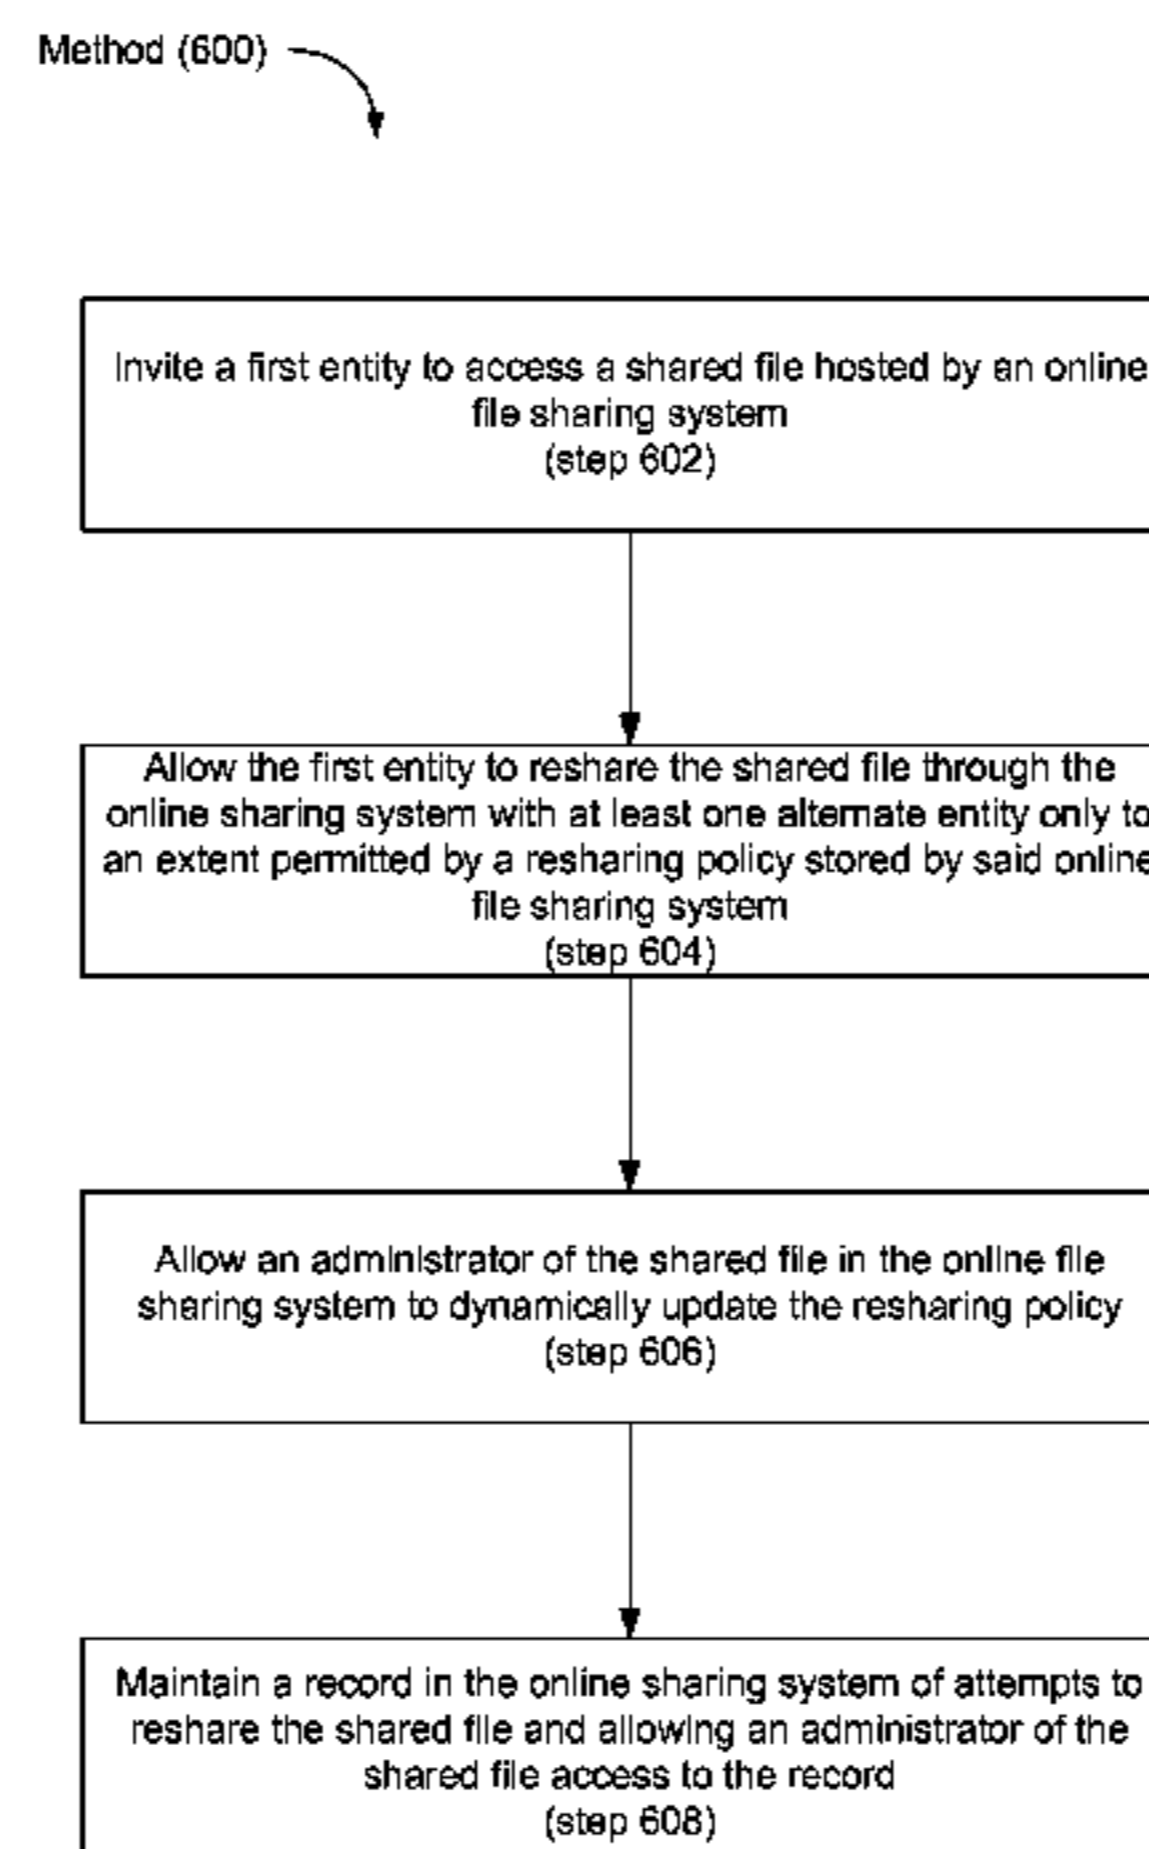 Method (600)
Invite a first entity to access a shared file hosted by an online
file sharing system
(step 602)
Allow the first entity to reshare the shared file through the
online sharing system with at least one alternate entity only to
an extent permitted by a resharing policy stored by said online
file sharing system
(step 604)
Allow an administrator of the shared file in the online file
sharing system to dynamically update the resharing policy
(step 606)
Maintain a record in the online sharing system of attempts to
reshare the shared file and allowing an administrator of the
shared file access to the record
(step 608)